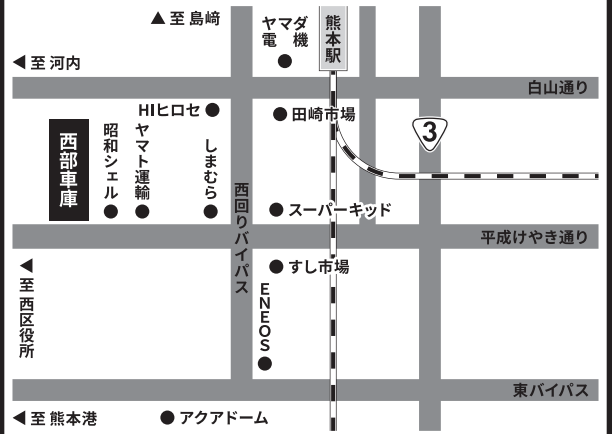 ▲至 島﨑
ヤマダ
電　機
熊本駅
◀至 河内
白山通り
HIヒロセ
田崎市場
3
西部車庫
昭和シェル
ヤマト運輸
しまむら
西回りバイパス
スーパーキッド
平成けやき通り
◀至 西区役所
すし市場
ENEOS
東バイパス
◀至 熊本港
アクアドーム